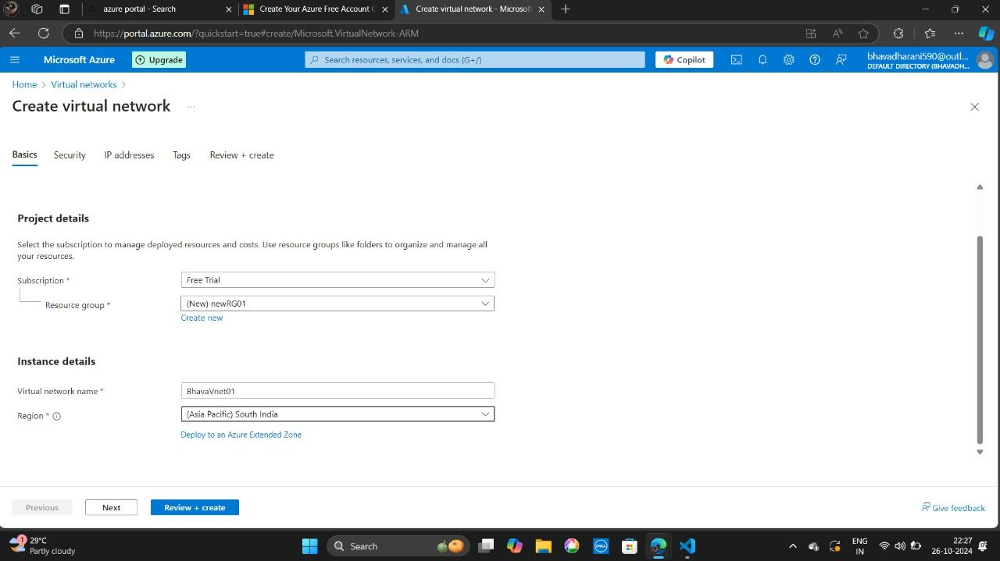 azure portal - Search
Create Your Azure Free Account
Create virtual network - Microsoft
https://portal.azure.com/?quickstart=true#create/Microsoft.VirtualNetwork-ARM
Microsoft Azure
Upgrade
Search resources, services, and docs (G+/)
Copilot
bhavadharani590@outl...
DEFAULT DIRECTORY (BHAVADH...
Home > Virtual networks >
Create virtual network ...
Basics Security IP addresses Tags Review + create
Project details
Select the subscription to manage deployed resources and costs. Use resource groups like folders to organize and manage all
your resources.
Subscription *
Free Trial
Resource group *
(New) newRG01
Create new
Instance details
Virtual network name *
BhavaVnet01
Region *
(Asia Pacific) South India
Deploy to an Azure Extended Zone
Previous
Next
Review + create
Give feedback
1
29°C
Partly cloudy
Search
DELL
ENG
IN
22:27
26-10-2024